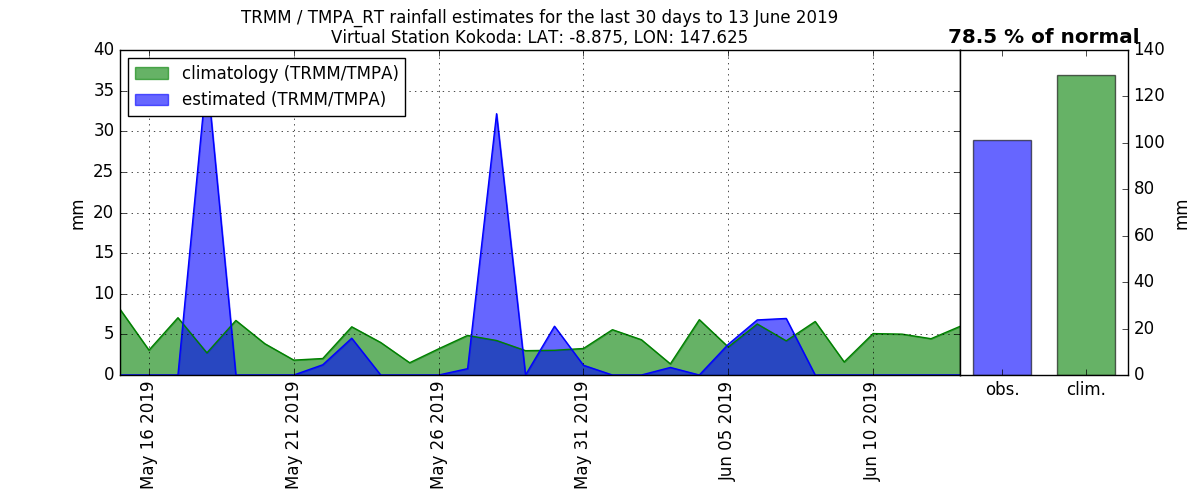 TRMM / TMPA_RT rainfall estimates for the last 30 days to 13 June 2019
Virtual Station Kokoda: LAT: -8.875, LON: 147.625
78.5 % of normal
climatology (TRMM/TMPA)
estimated (TRMM/TMPA)
40
35
30
25
20
15
10
5
0
mm
May 16 2019
May 21 2019
May 26 2019
May 31 2019
Jun 05 2019
Jun 10 2019
obs.
clim.
140
120
100
80
60
40
20
0
mm